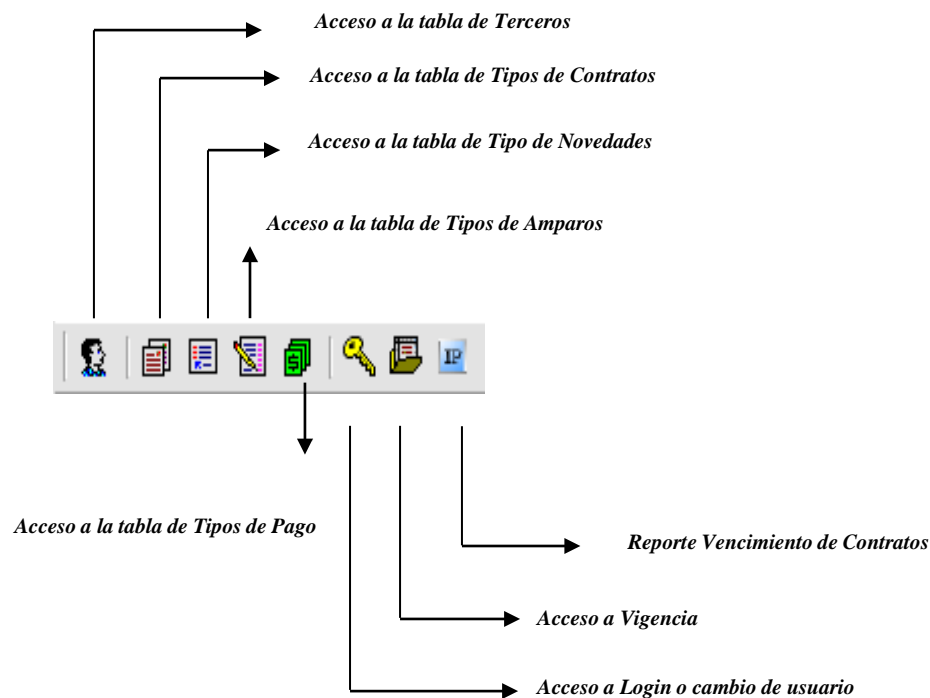 Acceso a la tabla de Terceros
Acceso a la tabla de Tipos de Contratos
Acceso a la tabla de Tipo de Novedades
Acceso a la tabla de Tipos de Amparos
$
IP
Acceso a la tabla de Tipos de Pago
Reporte Vencimiento de Contratos
Acceso a Vigencia
Acceso a Login o cambio de usuario